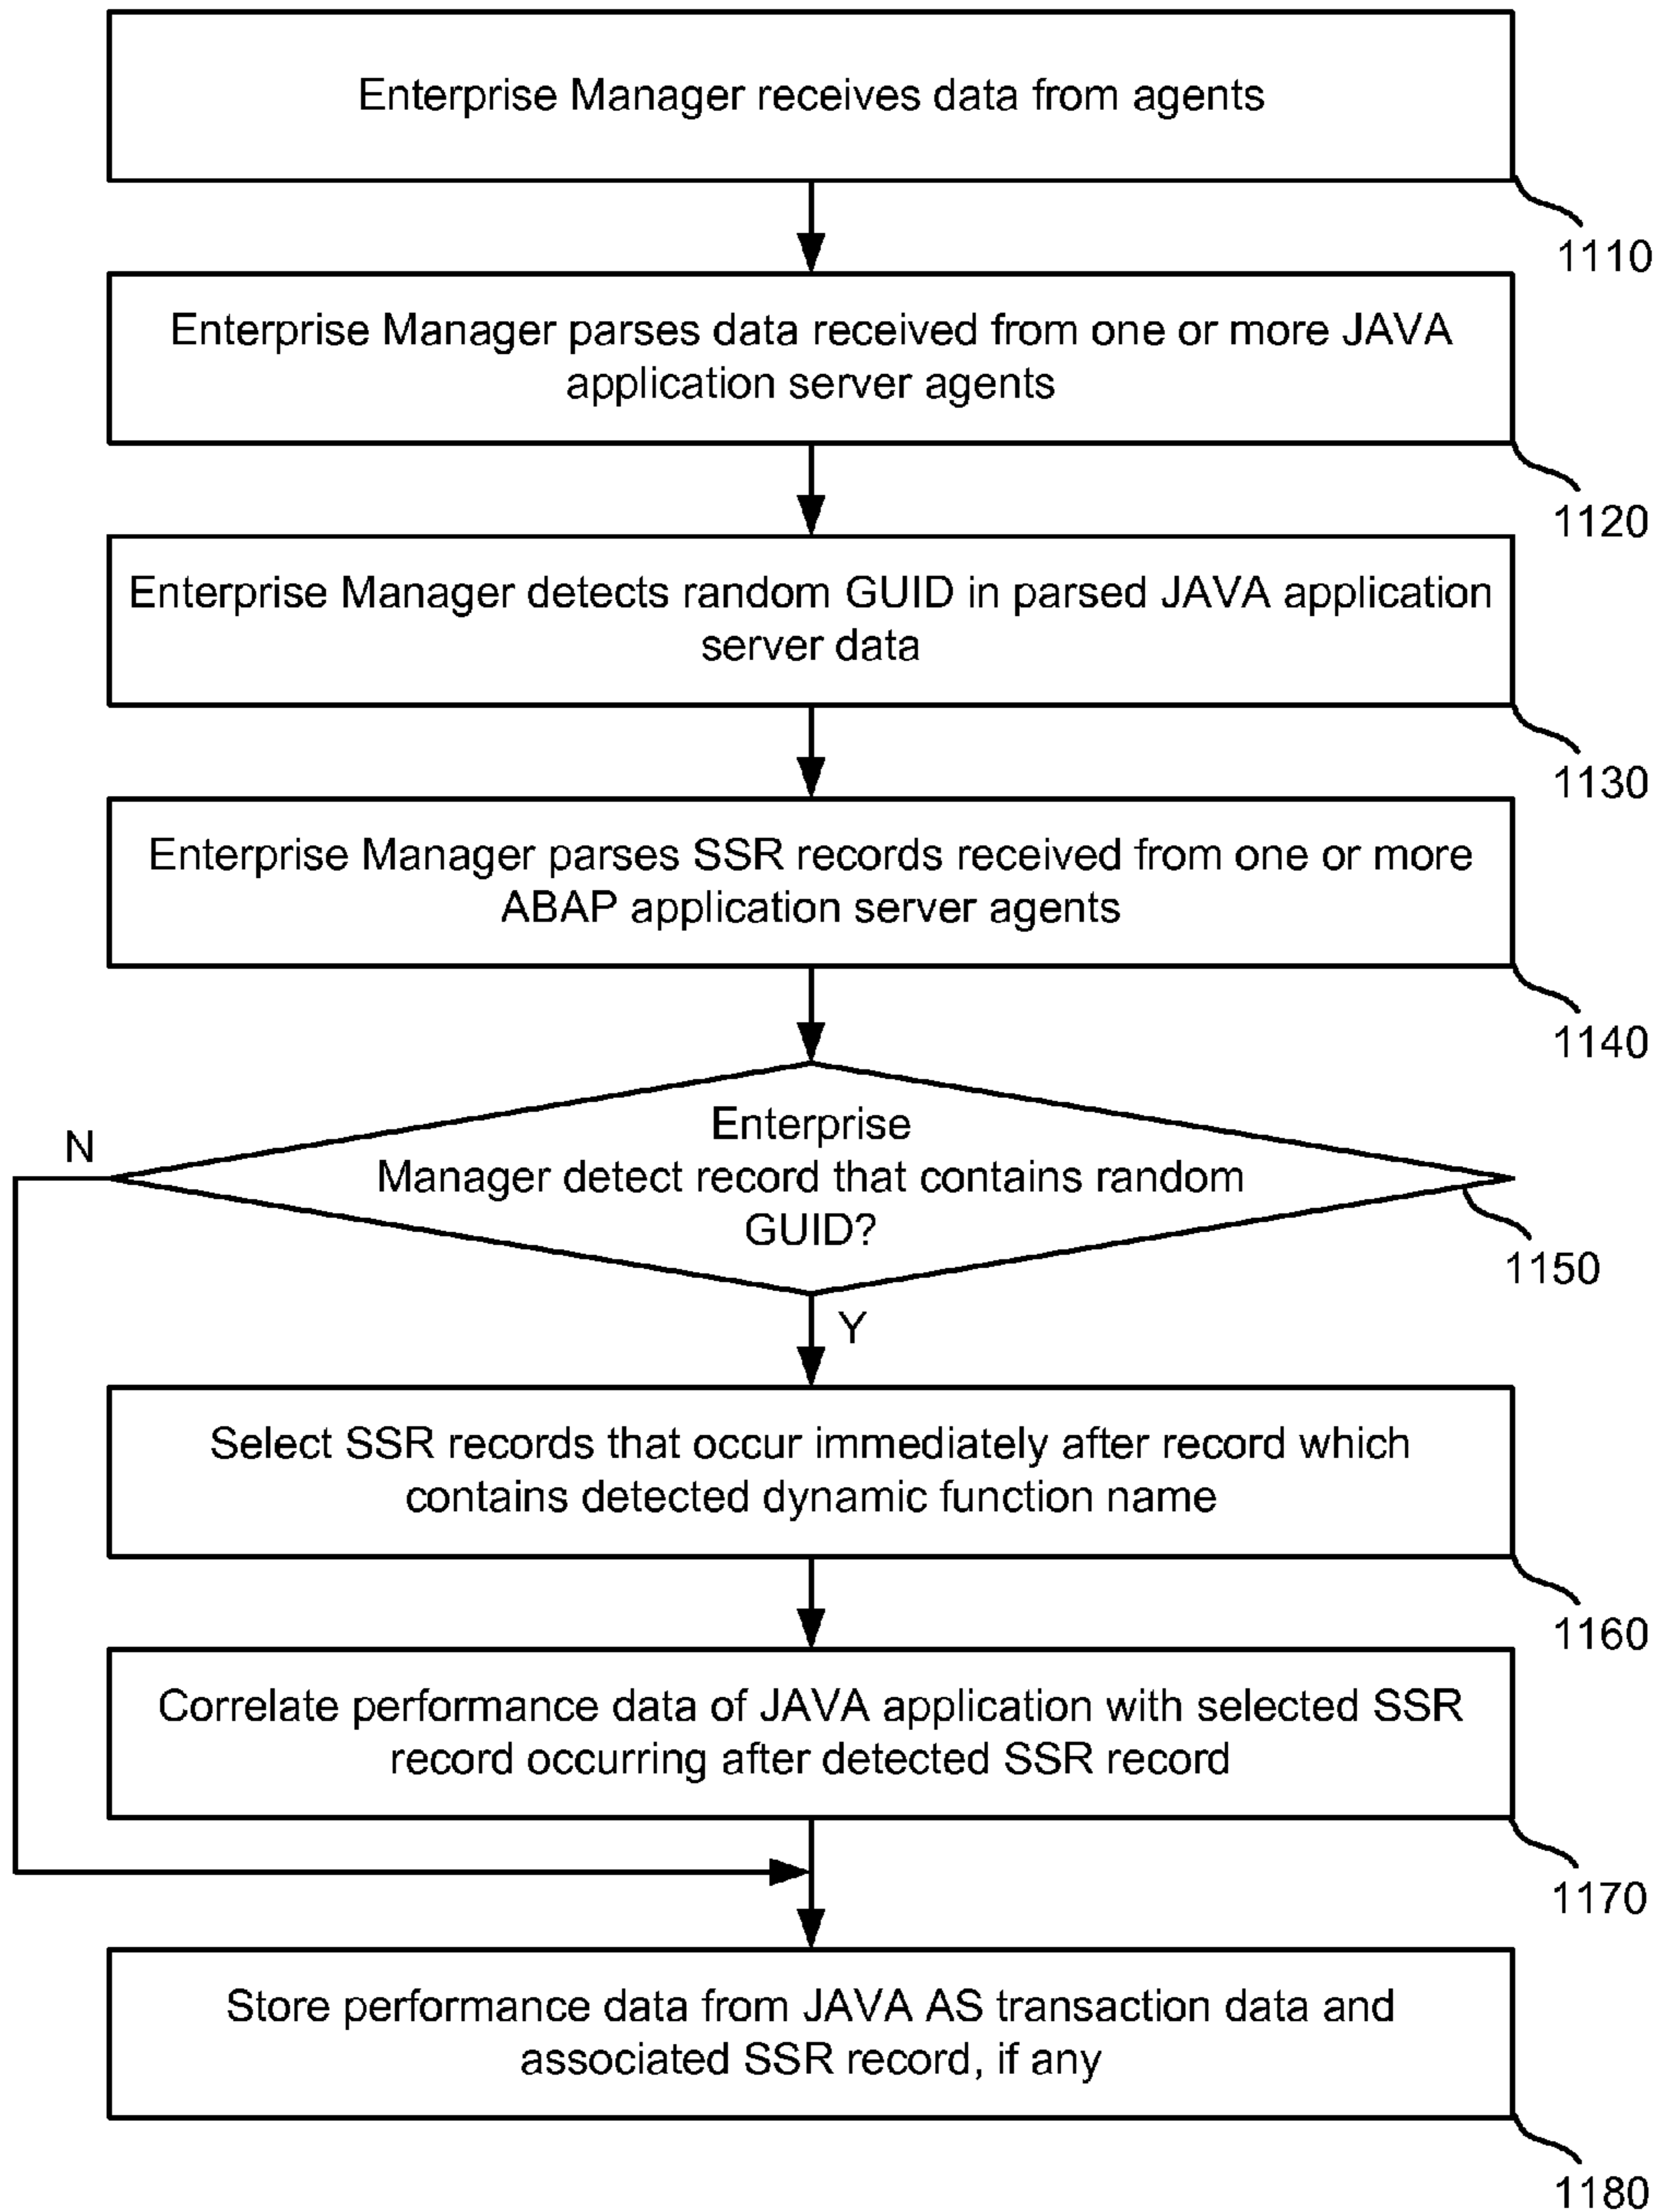 Enterprise Manager receives data from agents
1110
Enterprise Manager parses data received from one or more JAVA
application server agents
1120
Enterprise Manager detects random GUID in parsed JAVA application
server data
1130
Enterprise Manager parses SSR records received from one or more
ABAP application server agents
1140
N
Enterprise
Manager detect record that contains random
GUID?
1150
Y
Select SSR records that occur immediately after record which
contains detected dynamic function name
1160
Correlate performance data of JAVA application with selected SSR
record occurring after detected SSR record
1170
Store performance data from JAVA AS transaction data and
associated SSR record, if any
1180